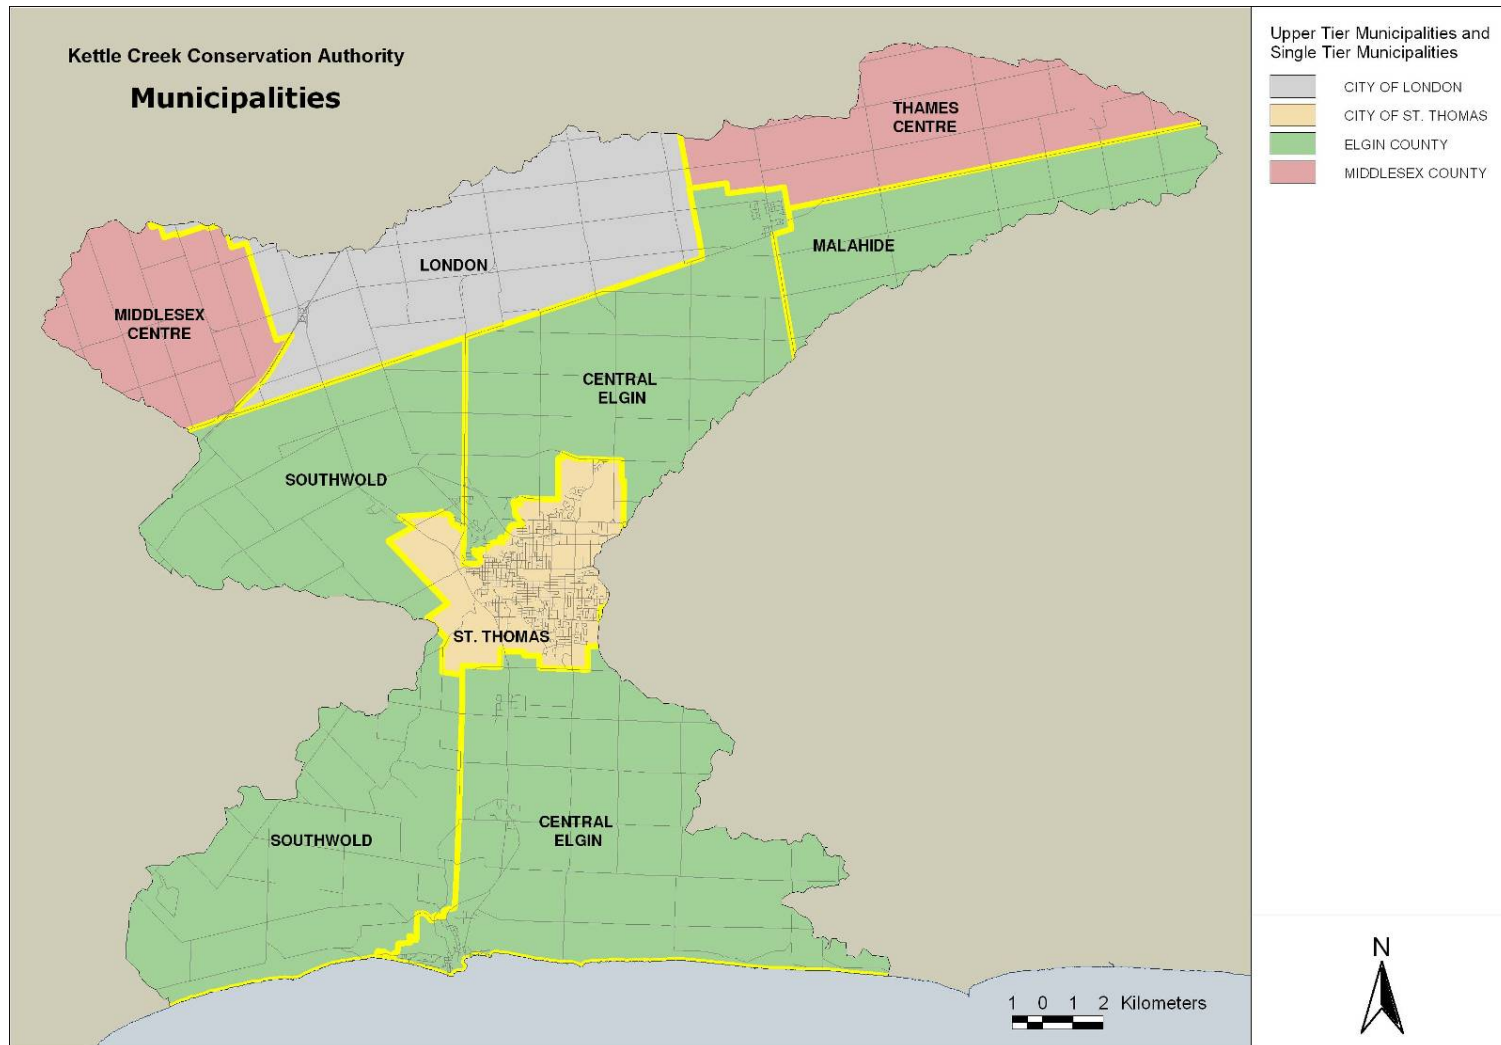 Kettle Creek Conservation Authority
Municipalities
Upper Tier Municipalities and
Single Tier Municipalities
CITY OF LONDON
CITY OF ST. THOMAS
ELGIN COUNTY
MIDDLESEX COUNTY
THAMES
CENTRE
MALAHIDE
LONDON
MIDDLESEX
CENTRE
CENTRAL
ELGIN
SOUTHWOLD
ST. THOMAS
SOUTHWOLD
CENTRAL
ELGIN
N
1 0 1 2 Kilometers